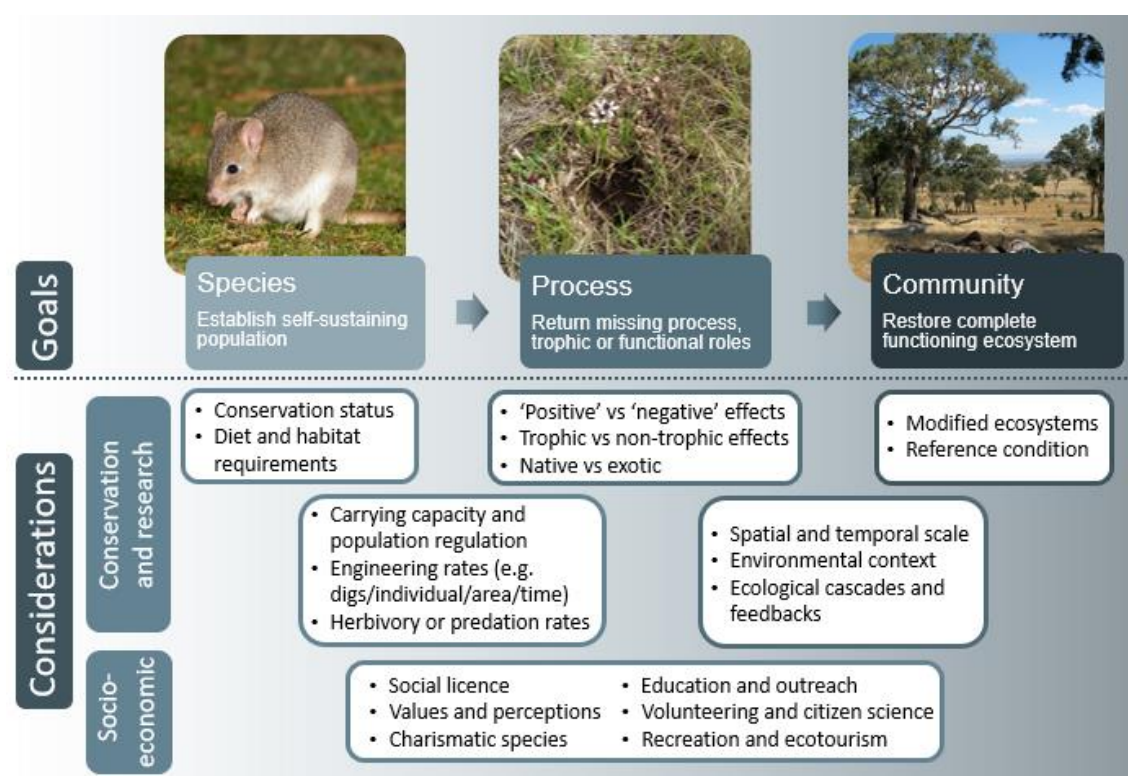 Goals
Species
Establish self-sustaining
population
Process
Return missing process,
trophic or functional roles
Community
Restore complete
functioning ecosystem
Considerations
Conservation
and research
• Conservation status
• Diet and habitat
requirements
• ‘Positive’ vs ‘negative’ effects
• Trophic vs non-trophic effects
• Native vs exotic
• Modified ecosystems
• Reference condition
• Carrying capacity and
population regulation
• Engineering rates (e.g.
digs/individual/area/time)
• Herbivory or predation rates
• Spatial and temporal scale
• Environmental context
• Ecological cascades and
feedbacks
Socio-
economic
• Social licence
• Values and perceptions
• Charismatic species
• Education and outreach
• Volunteering and citizen science
• Recreation and ecotourism